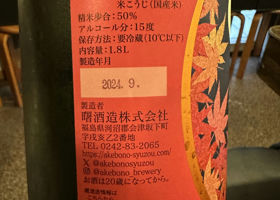 米こうじ(国産米)
精米歩合:50%
アルコール分:15度
保存方法:要冷蔵(10℃以下)
内容量:1.8L
製造年月
2024.9.
製造者
曙酒造株式会社
福島県河沼郡会津坂下町
字戌亥乙2番地
TEL 0242-83-2065
akebono-syuzou.com
@akebonosyuzou
@akebono_brewery
お酒は20歳になってから。